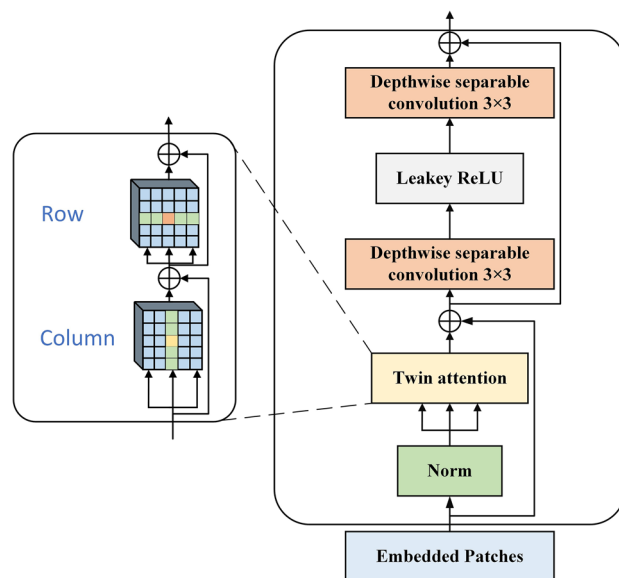 Depthwise separable
convolution 3×3
Leakey ReLU
Depthwise separable
convolution 3×3
Twin attention
Norm
Embedded Patches
Row
Column